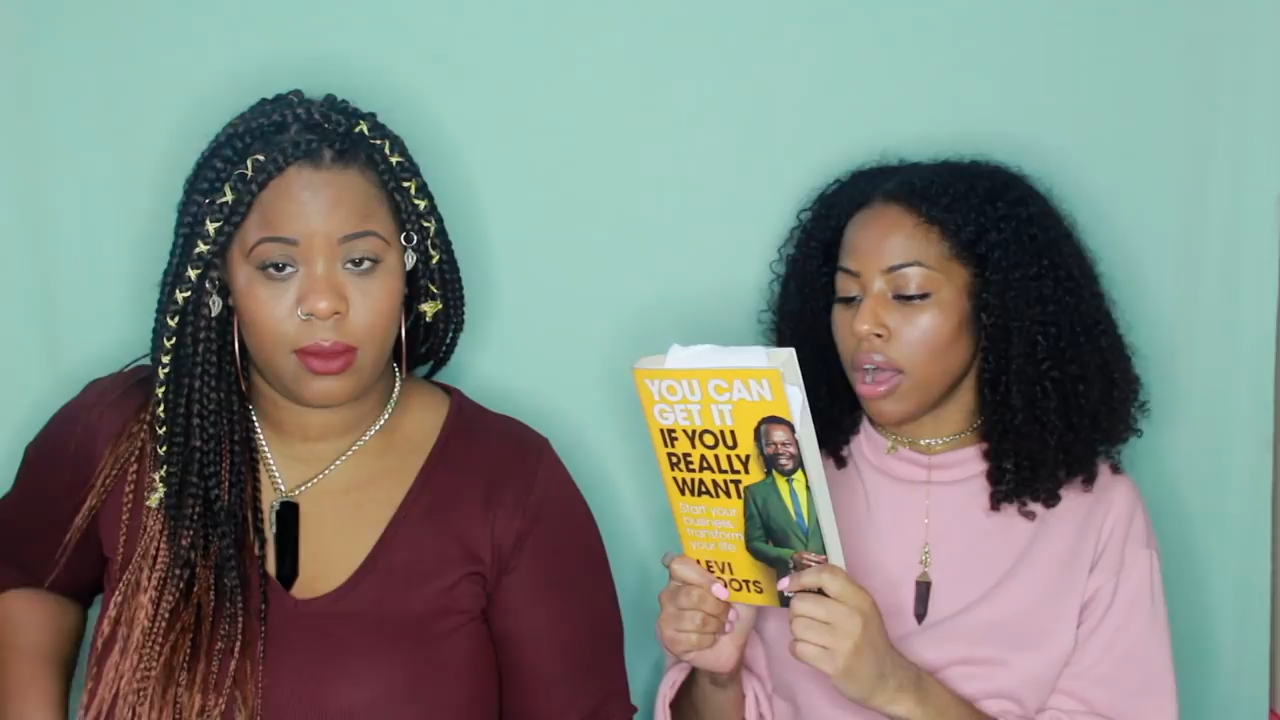 YOU CAN
GET IT
IF YOU
REALLY
WANT
Start your
business,
transform
your life
LEVI
OOTS